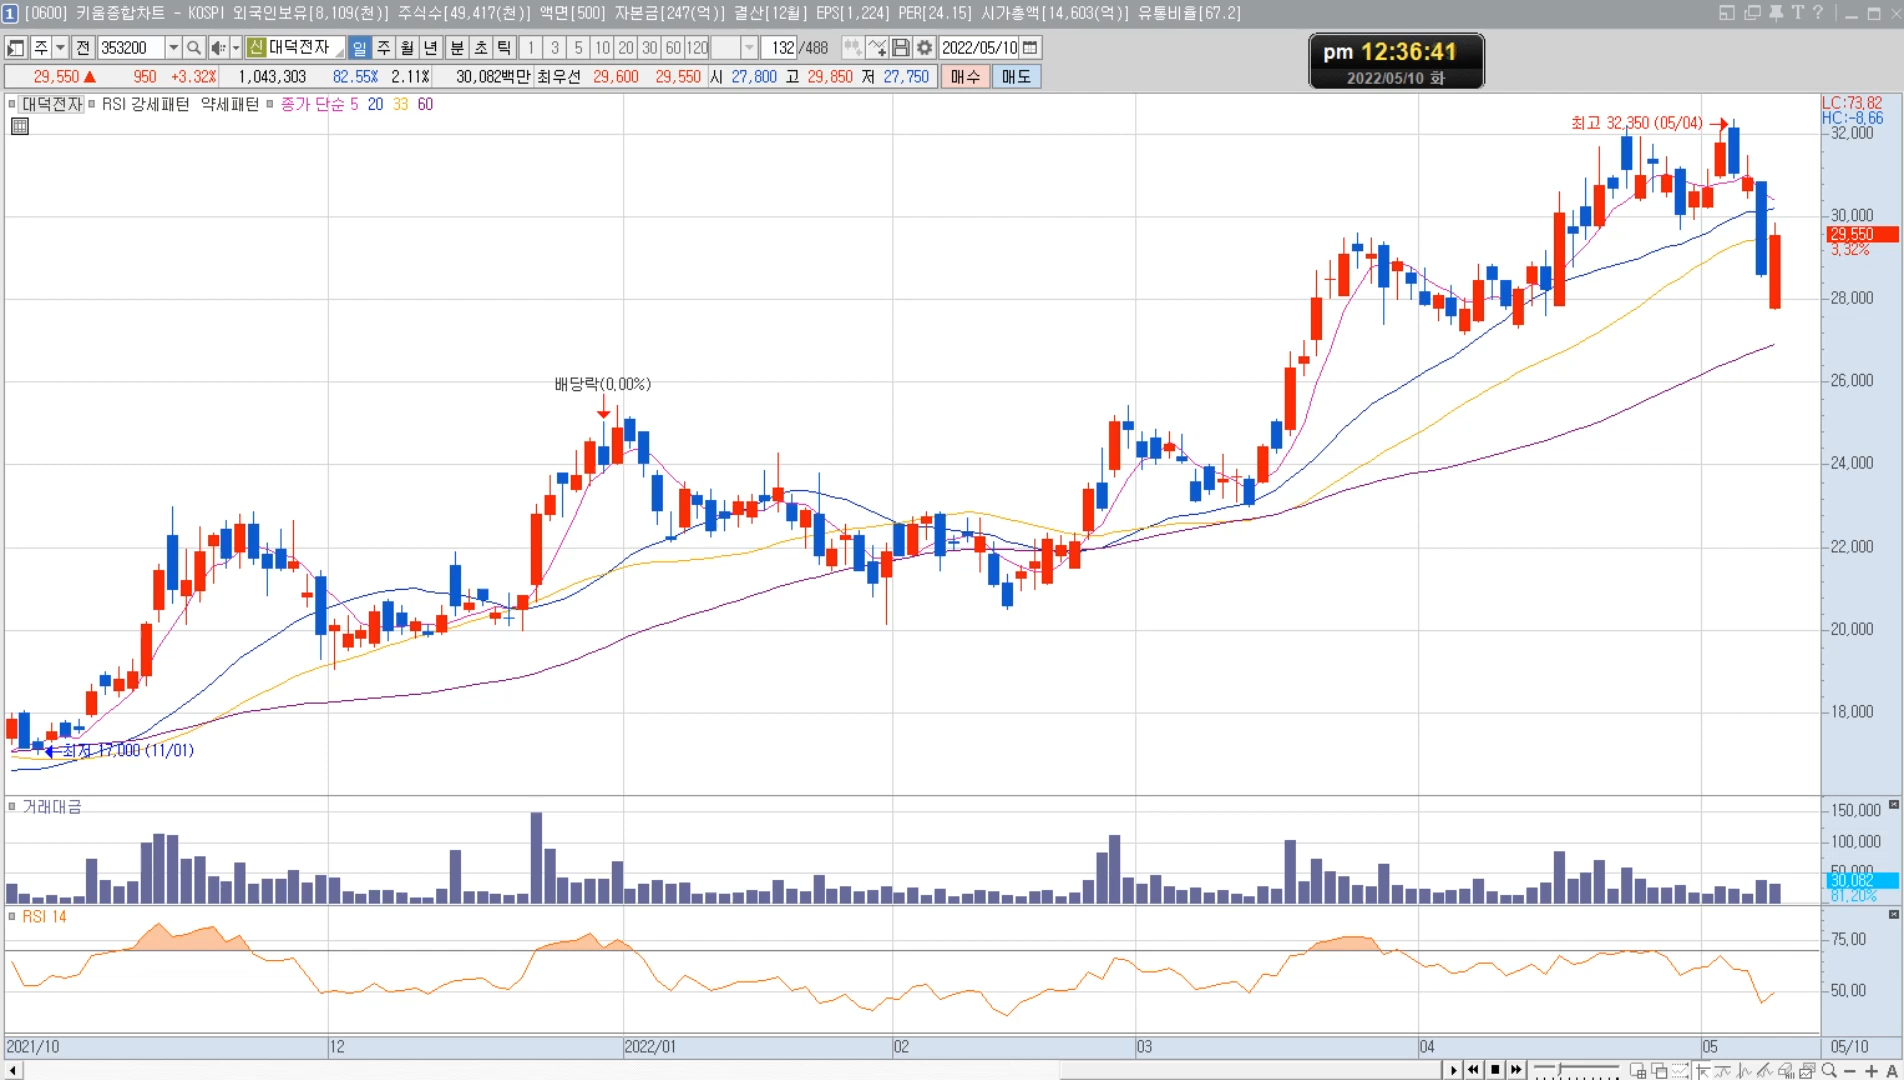 1 [0600] 키움종합차트 - KOSPI 외국인보유[8,109(천)] 주식수[49,417(천)] 액면[500] 자본금[247(억)] 결산[12월] EPS[1,224] PER[24.15] 시가총액[14,603(억)] 유통비율[67.2]
주 전 353200 신 대덕전자 일 주 월 년 분 초 틱 1 3 5 10 20 30 60 120 132 /488 2022/05/10
pm 12:36:41
2022/05/10 화
29,550 ▲ 950 +3.32% 1,043,303 82.55% 2.11% 30,082백만 최우선 29,600 29,550 시 27,800 고 29,850 저 27,750 매수 매도
대덕전자 RSI 강세패턴 약세패턴 종가 단순 5 20 33 60
LC:73.82
HC:-8.66
최고 32,350 (05/04)
32,000
30,000
29,550
3.32%
28,000
26,000
배당락(0.00%)
24,000
22,000
20,000
18,000
최저 17,000 (11/01)
거래대금
150,000
100,000
50,000
30,082
81.20%
RSI 14
75.00
50.00
2021/10 12 2022/01 02 03 04 05 05/10
A